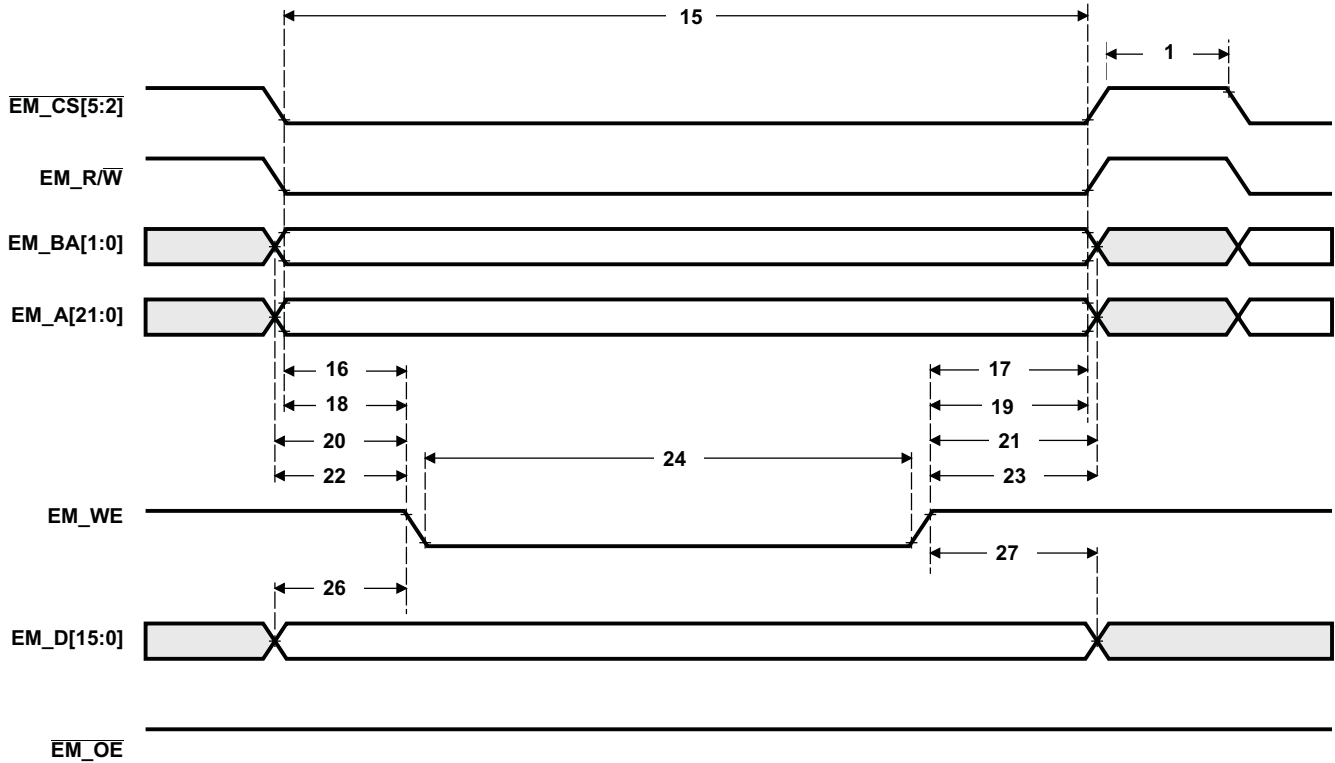 15
1
EM_CS[5:2]
EM_R/W
EM_BA[1:0]
EM_A[21:0]
16
17
18
19
20
21
22
23
24
EM_WE
27
26
EM_D[15:0]
EM_OE